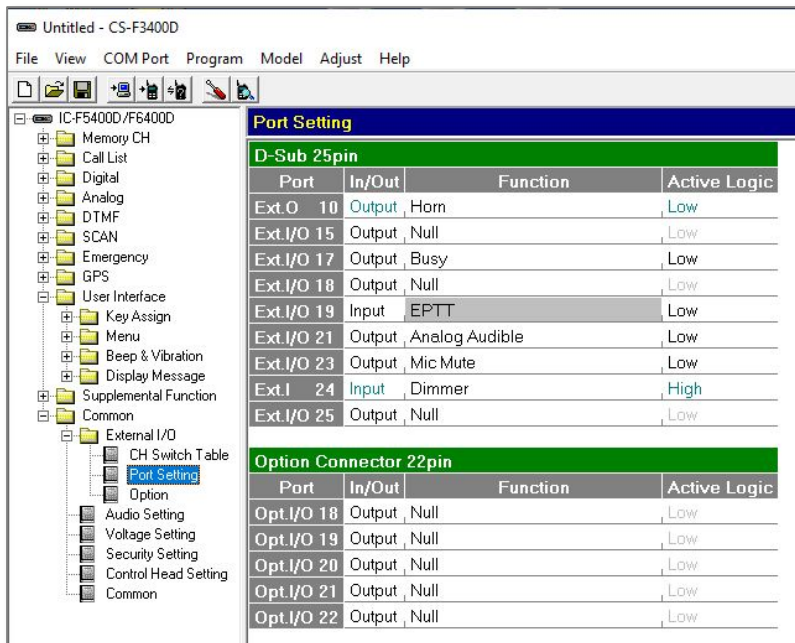 Untitled - CS-F3400D
File View COM Port Program Model Adjust Help
IC-F5400D/F6400D
Memory CH
Call List
Digital
Analog
DTMF
SCAN
Emergency
GPS
User Interface
Key Assign
Menu
Beep & Vibration
Display Message
Supplemental Function
Common
External I/O
CH Switch Table
Port Setting
Option
Audio Setting
Voltage Setting
Security Setting
Control Head Setting
Common
Port Setting
D-Sub 25pin
Port In/Out Function Active Logic
Ext.O 10 Output Horn Low
Ext.I/O 15 Output Null Low
Ext.I/O 17 Output Busy Low
Ext.I/O 18 Output Null Low
Ext.I/O 19 Input EPTT Low
Ext.I/O 21 Output Analog Audible Low
Ext.I/O 23 Output Mic Mute Low
Ext.I 24 Input Dimmer High
Ext.I/O 25 Output Null Low
Option Connector 22pin
Port In/Out Function Active Logic
Opt.I/O 18 Output Null Low
Opt.I/O 19 Output Null Low
Opt.I/O 20 Output Null Low
Opt.I/O 21 Output Null Low
Opt.I/O 22 Output Null Low